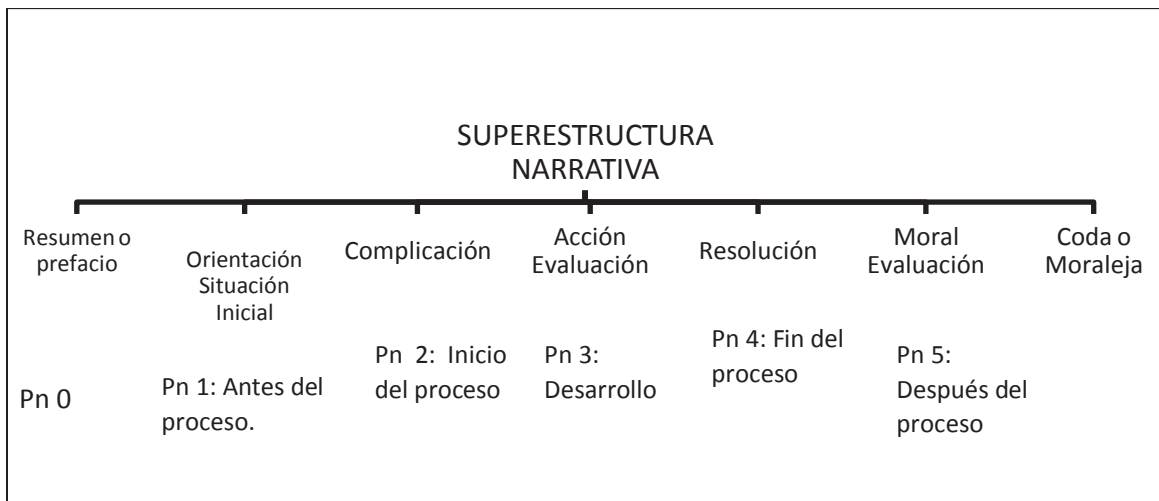 SUPERESTRUCTURA
NARRATIVA
Resumen o
prefacio
Orientación
Situación
Inicial
Complicación
Acción
Evaluación
Resolución
Moral
Evaluación
Coda o
Moraleja
Pn 0
Pn 1: Antes del
proceso.
Pn 2: Inicio
del proceso
Pn 3:
Desarrollo
Pn 4: Fin del
proceso
Pn 5:
Después del
proceso